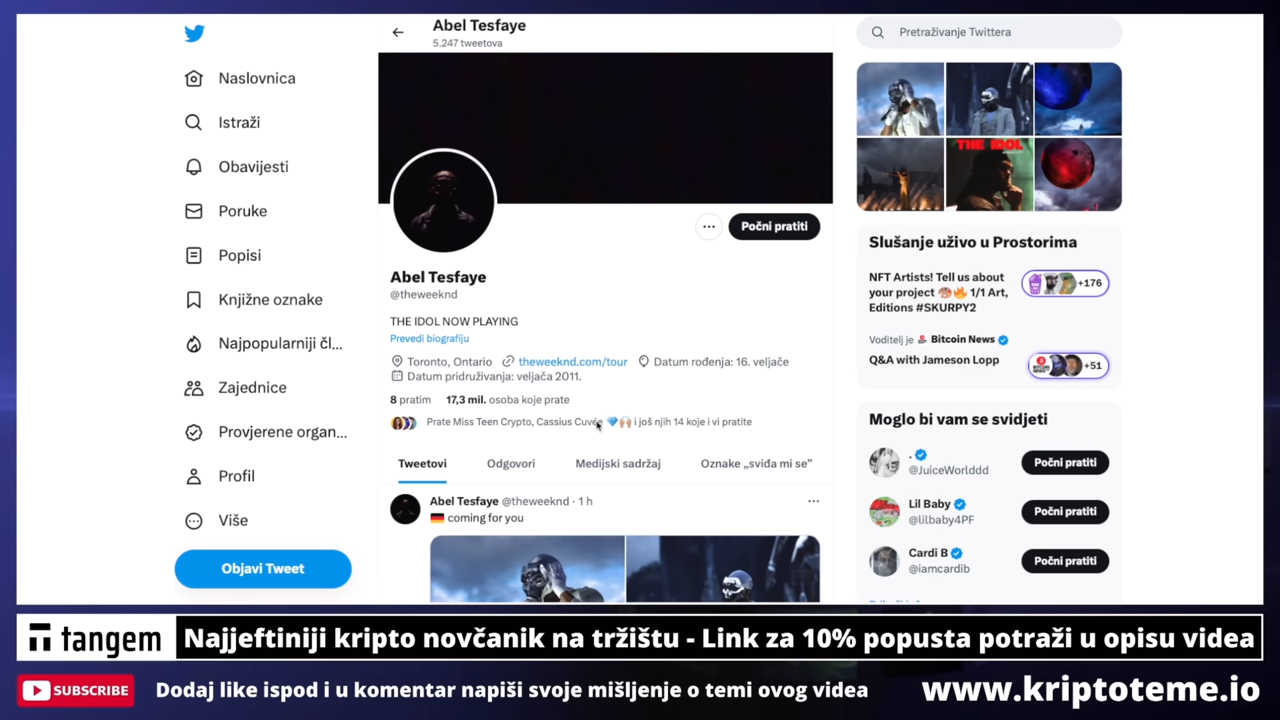 Naslovnica
Istraži
Obavijesti
Poruke
Popisi
Knjižne oznake
Najpopularniji čl...
Zajednice
Provjerene organ...
Profil
Više
Objavi Tweet
Abel Tesfaye
5.247 tweetova
Počni pratiti
Abel Tesfaye
@theweeknd
THE IDOL NOW PLAYING
Prevedi biografiju
Toronto, Ontario theweeknd.com/tour Datum rođenja: 16. veljače
Datum pridruživanja: veljača 2011.
8 pratim 17,3 mil. osoba koje prate
Prate Miss Teen Crypto, Cassius Cuvée 💎🙌🏻 i još njih 14 koje i vi pratite
Tweetovi Odgovori Medijski sadržaj Oznake „sviđa mi se”
Abel Tesfaye @theweeknd · 1 h
🇩🇪 coming for you
Pretraživanje Twittera
THE IDOL
Slušanje uživo u Prostorima
NFT Artists! Tell us about
your project 🎨🔥 1/1 Art,
Editions #SKURPY2
+176
Voditelj je Bitcoin News
Q&A with Jameson Lopp
+51
Moglo bi vam se svidjeti
.
@JuiceWorlddd
Počni pratiti
Lil Baby
@lilbaby4PF
Počni pratiti
Cardi B
@iamcardib
Počni pratiti
tangem
Najjeftiniji kripto novčanik na tržištu - Link za 10% popusta potraži u opisu videa
SUBSCRIBE
Dodaj like ispod i u komentar napiši svoje mišljenje o temi ovog videa
www.kriptoteme.io